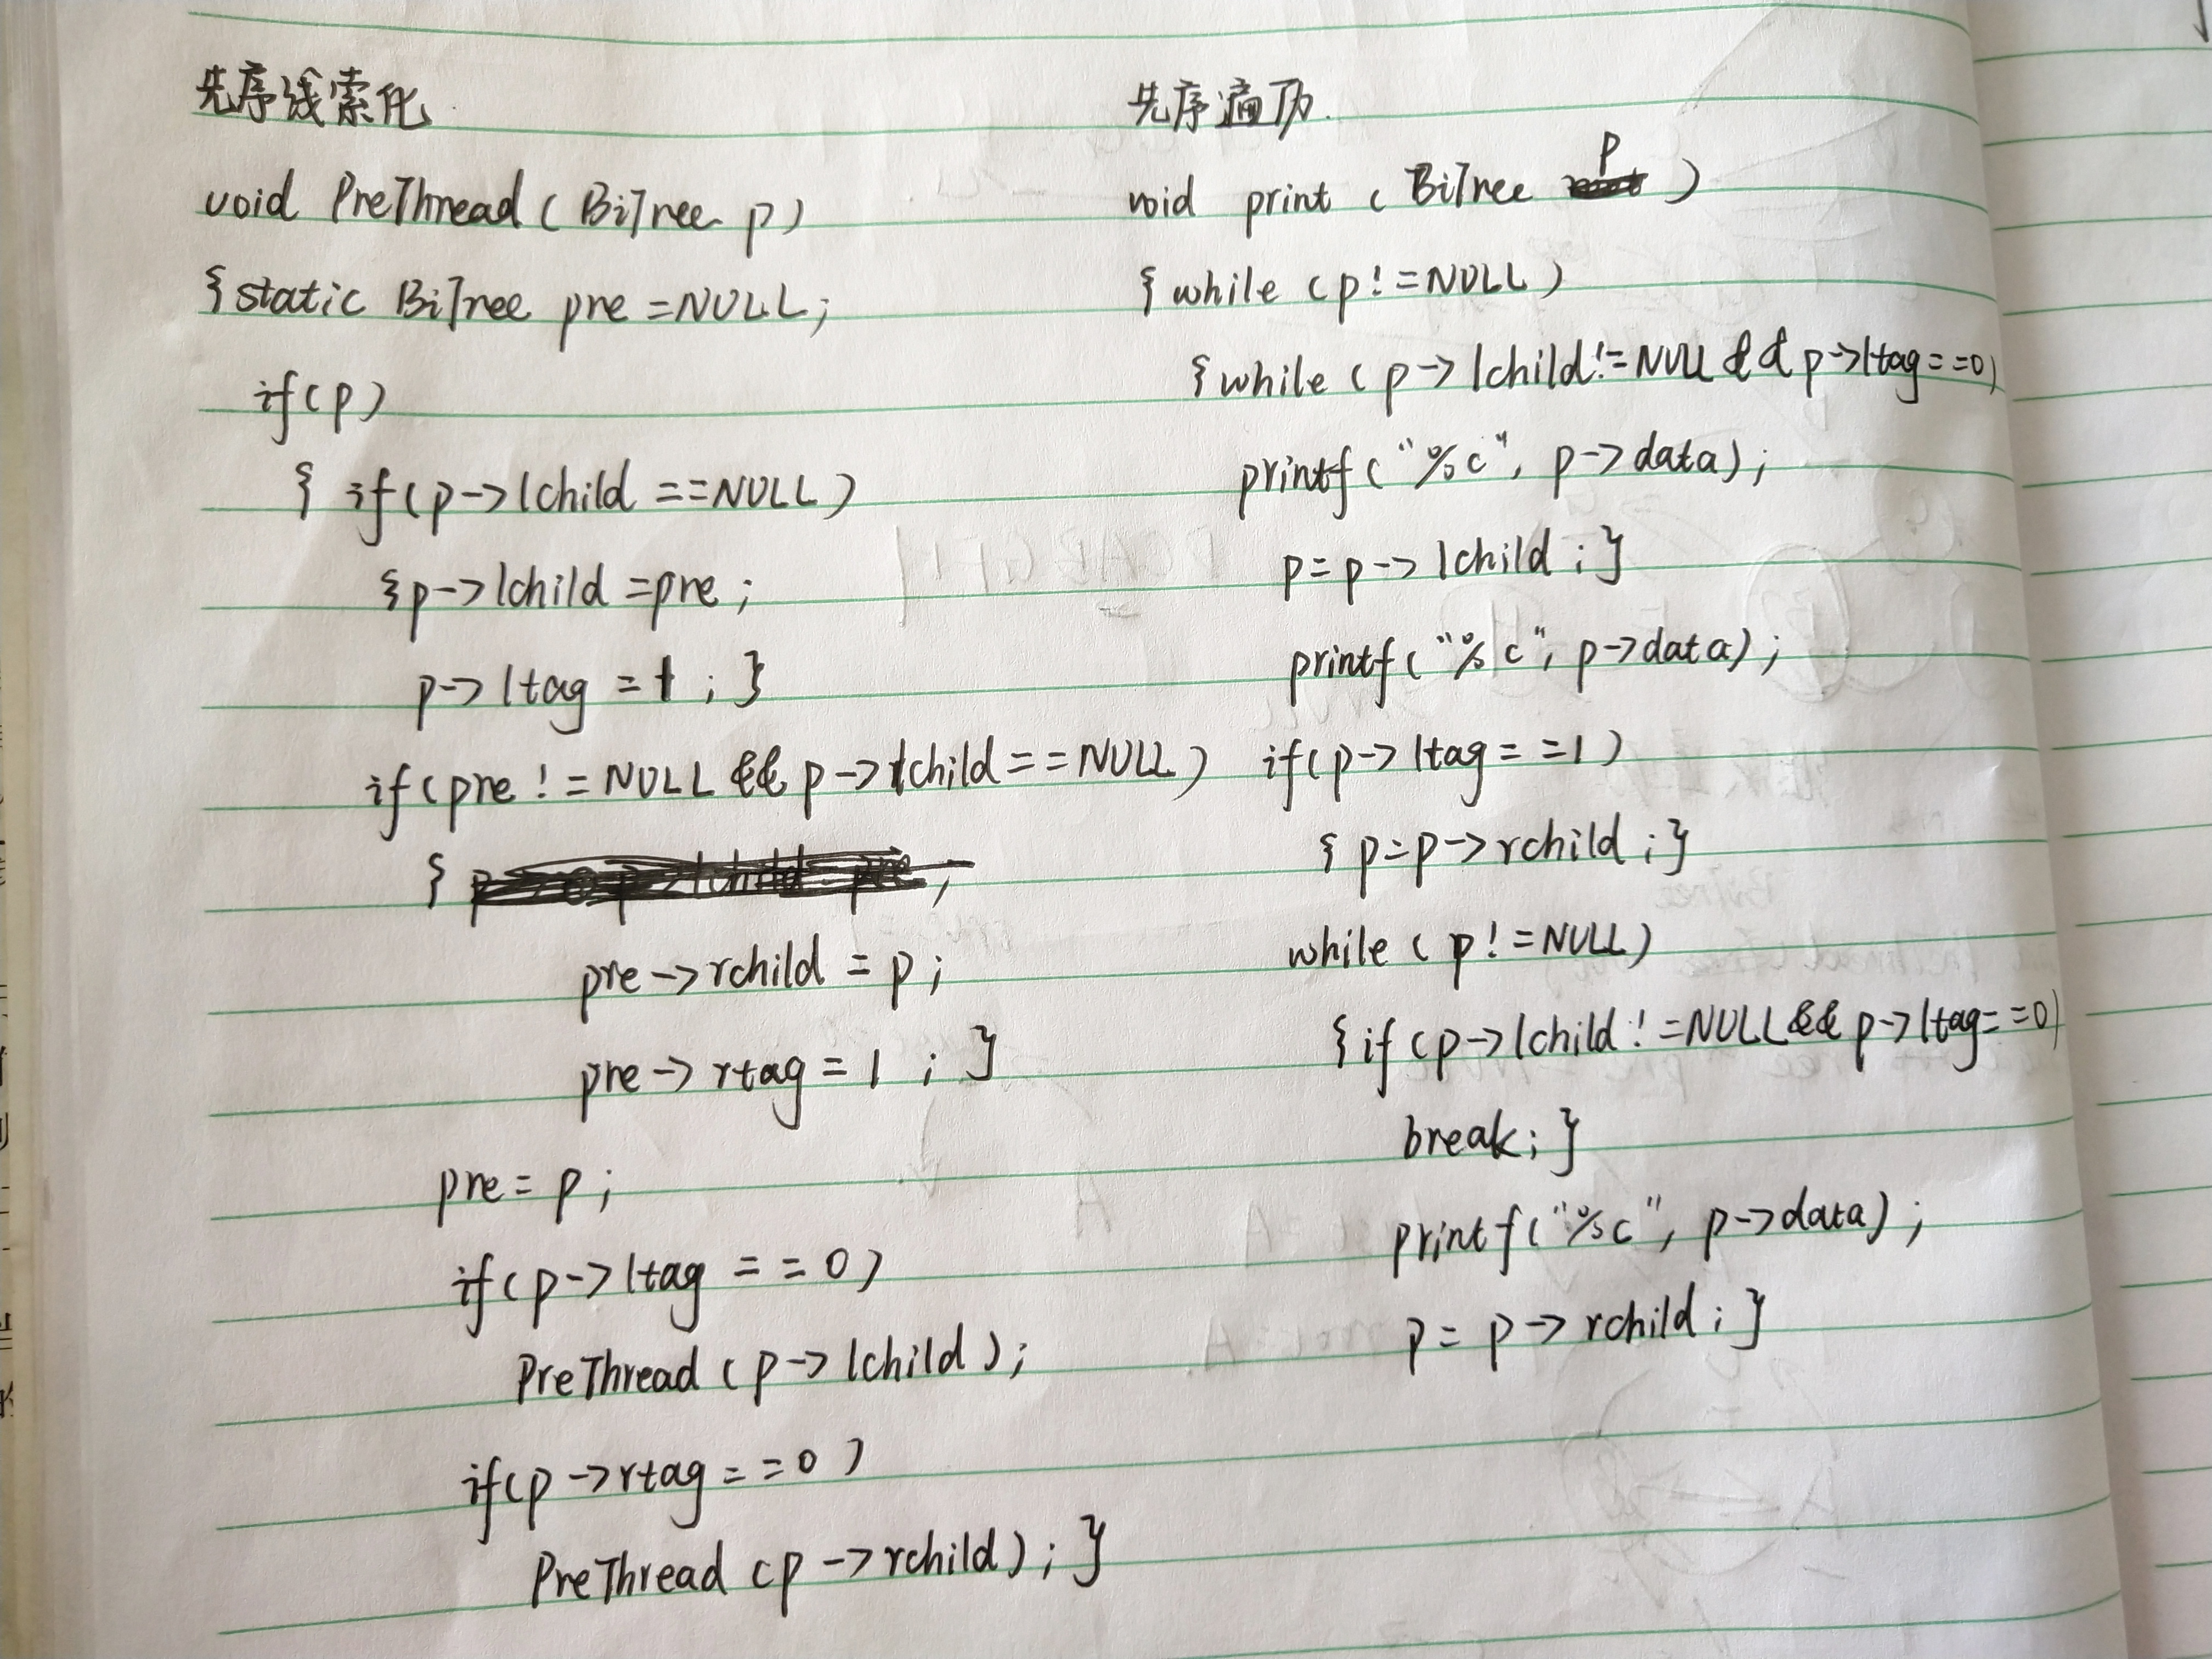 先序线索化
void PreThread(BiTree p)
{static BiTree pre=NULL;
if(p)
{ if(p->lchild==NULL)
{p->lchild=pre;
p->ltag=1;}
if(pre!=NULL&&p->lchild==NULL)
{
pre->rchild=p;
pre->rtag=1;}
pre=p;
if(p->ltag==0)
PreThread(p->lchild);
if(p->rtag==0)
PreThread(p->rchild);}
先序遍历.
void print(BiTree p)
{while(p!=NULL)
{while(p->lchild!=NULL&&p->ltag==0)
printf("%c",p->data);
p=p->lchild;}
printf("%c",p->data);
if(p->ltag==1)
{p=p->rchild;}
while(p!=NULL)
{if(p->lchild!=NULL&&p->ltag==0)
break;}
printf("%c",p->data);
p=p->rchild;}